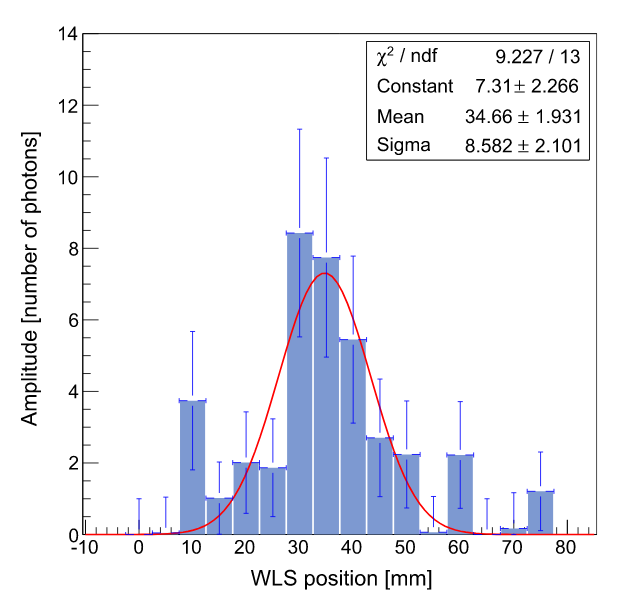 14
12
10
8
6
4
2
0
Amplitude [number of photons]
χ² / ndf 9.227 / 13
Constant 7.31 ± 2.266
Mean 34.66 ± 1.931
Sigma 8.582 ± 2.101
-10 0 10 20 30 40 50 60 70 80
WLS position [mm]